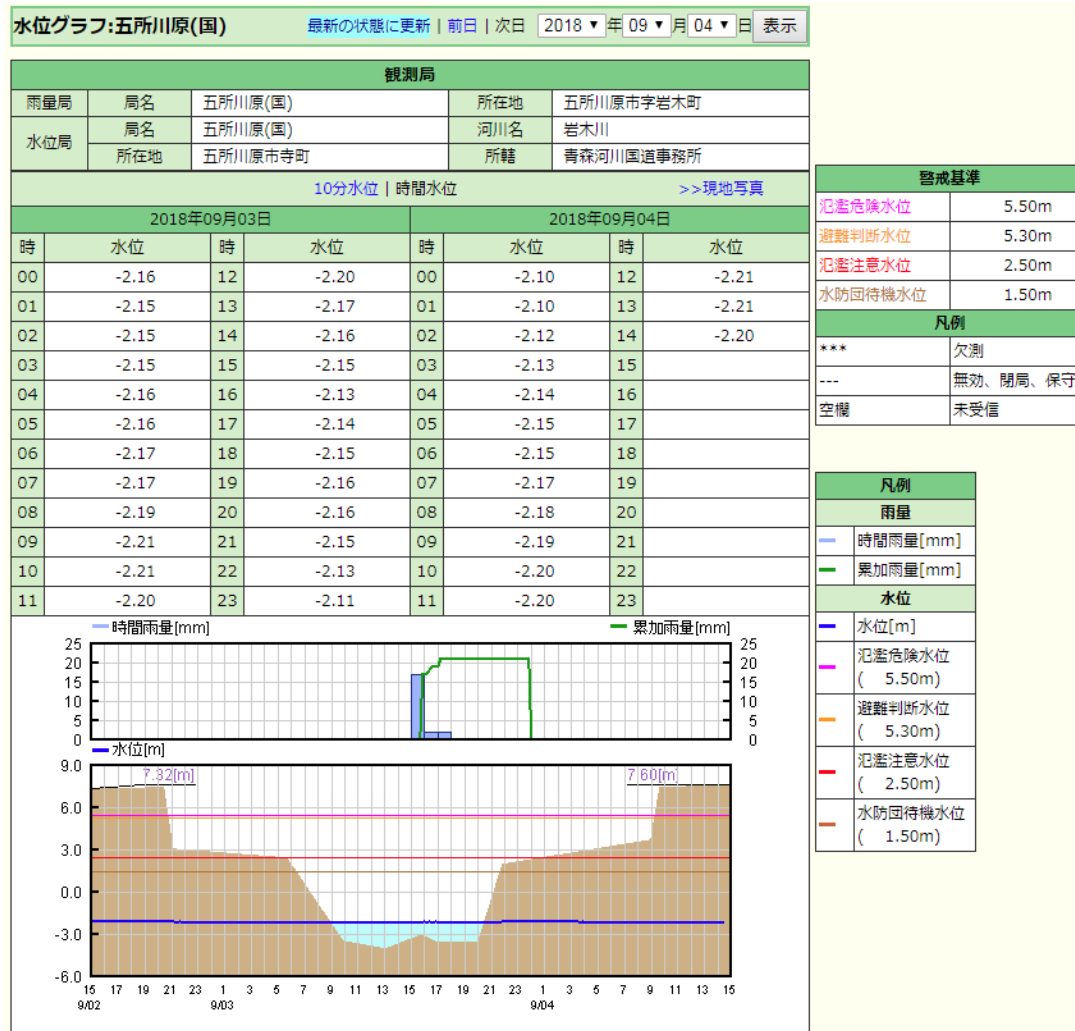 水位グラフ:五所川原(国) 最新の状態に更新 | 前日 | 次日 2018 ▼ 年 09 ▼ 月 04 ▼ 日 表示
観測局
雨量局 局名 五所川原(国) 所在地 五所川原市字岩木町
水位局 局名 五所川原(国) 河川名 岩木川
所在地 五所川原市寺町 所轄 青森河川国道事務所
10分水位 | 時間水位 >>現地写真
2018年09月03日 2018年09月04日
時 水位 時 水位 時 水位 時 水位
00 -2.16 12 -2.20 00 -2.10 12 -2.21
01 -2.15 13 -2.17 01 -2.10 13 -2.21
02 -2.15 14 -2.16 02 -2.12 14 -2.20
03 -2.15 15 -2.15 03 -2.13 15
04 -2.16 16 -2.13 04 -2.14 16
05 -2.16 17 -2.14 05 -2.15 17
06 -2.17 18 -2.15 06 -2.15 18
07 -2.17 19 -2.16 07 -2.17 19
08 -2.19 20 -2.16 08 -2.18 20
09 -2.21 21 -2.15 09 -2.19 21
10 -2.21 22 -2.13 10 -2.20 22
11 -2.20 23 -2.11 11 -2.20 23
警戒基準
氾濫危険水位 5.50m
避難判断水位 5.30m
氾濫注意水位 2.50m
水防団待機水位 1.50m
凡例
*** 欠測
--- 無効、閉局、保守
空欄 未受信
凡例
雨量
時間雨量[mm]
累加雨量[mm]
水位
水位[m]
氾濫危険水位
( 5.50m)
避難判断水位
( 5.30m)
氾濫注意水位
( 2.50m)
水防団待機水位
( 1.50m)
時間雨量[mm] 累加雨量[mm]
25 25
20 20
15 15
10 10
5 5
0 0
水位[m]
9.0
7.82[m] 7.60[m]
6.0
3.0
0.0
-3.0
-6.0
15 17 19 21 23 1 3 5 7 9 11 13 15 17 19 21 23 1 3 5 7 9 11 13 15
9/02 9/03 9/04